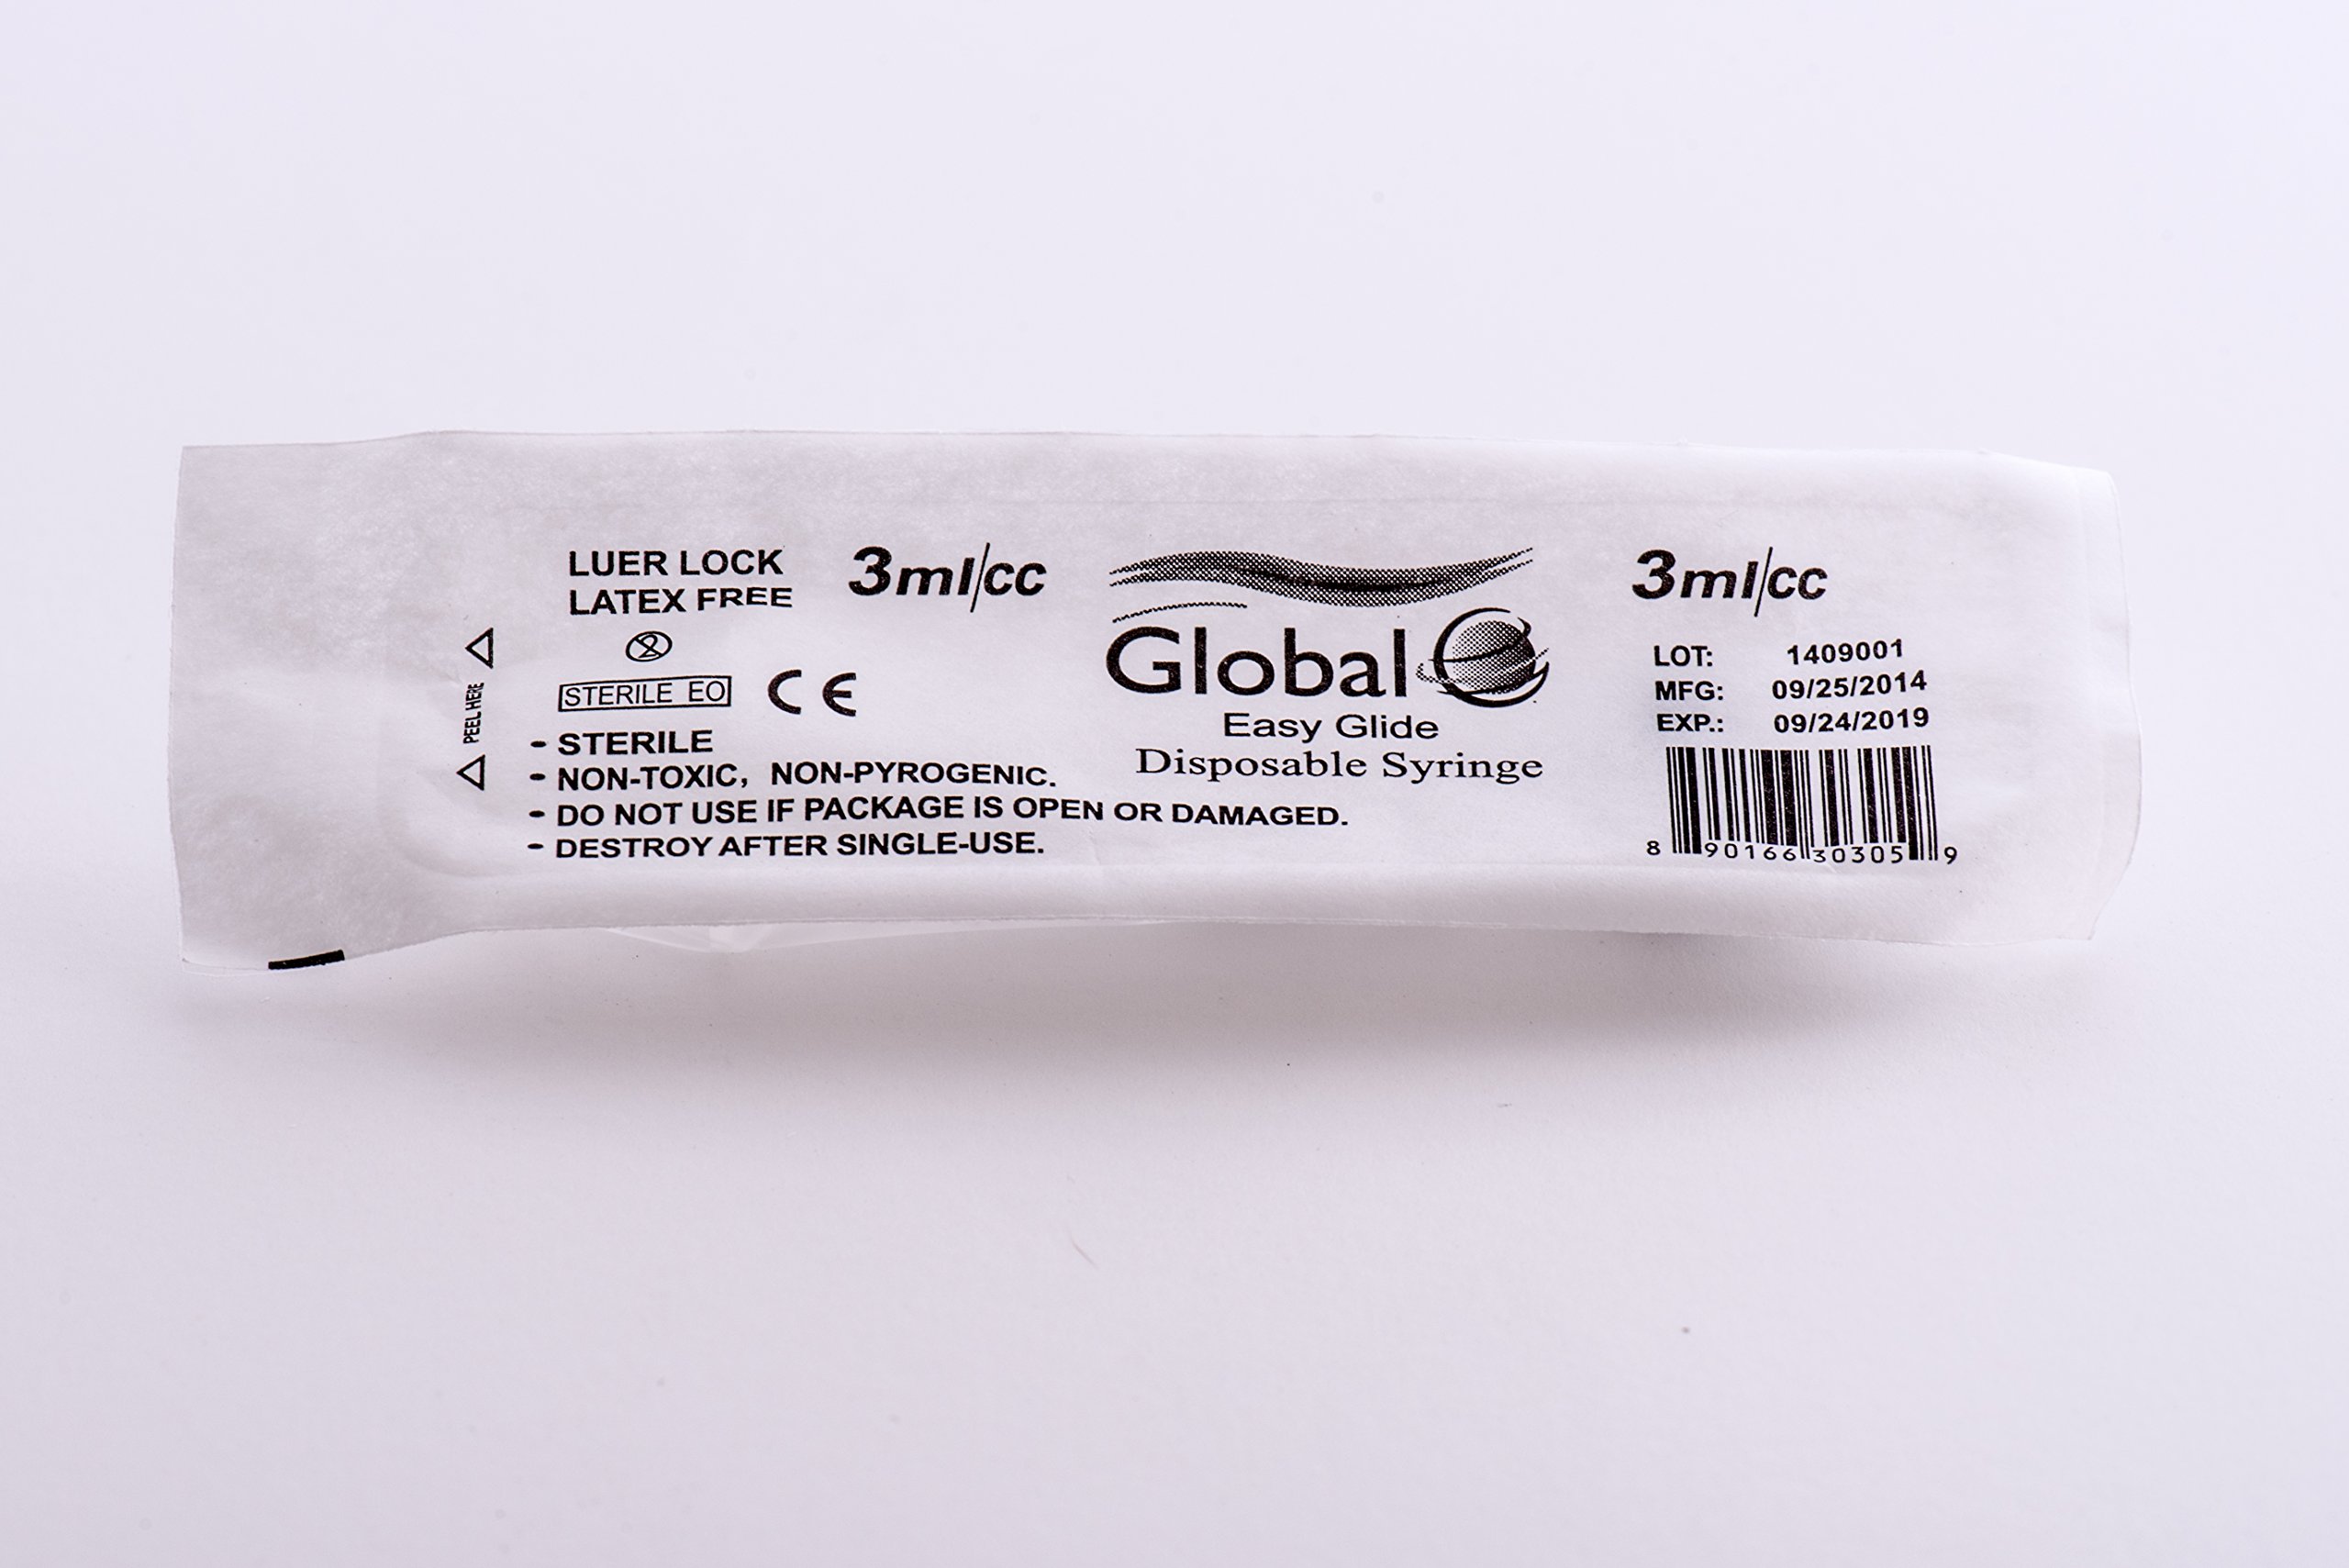 PEEL HERE
LUER LOCK
LATEX FREE
2
STERILE EO
CE
3ml/cc
- STERILE
- NON-TOXIC, NON-PYROGENIC.
- DO NOT USE IF PACKAGE IS OPEN OR DAMAGED.
- DESTROY AFTER SINGLE-USE.
Global
Easy Glide
Disposable Syringe
3ml/cc
LOT: 1409001
MFG: 09/25/2014
EXP.: 09/24/2019
8 90166 30305 9